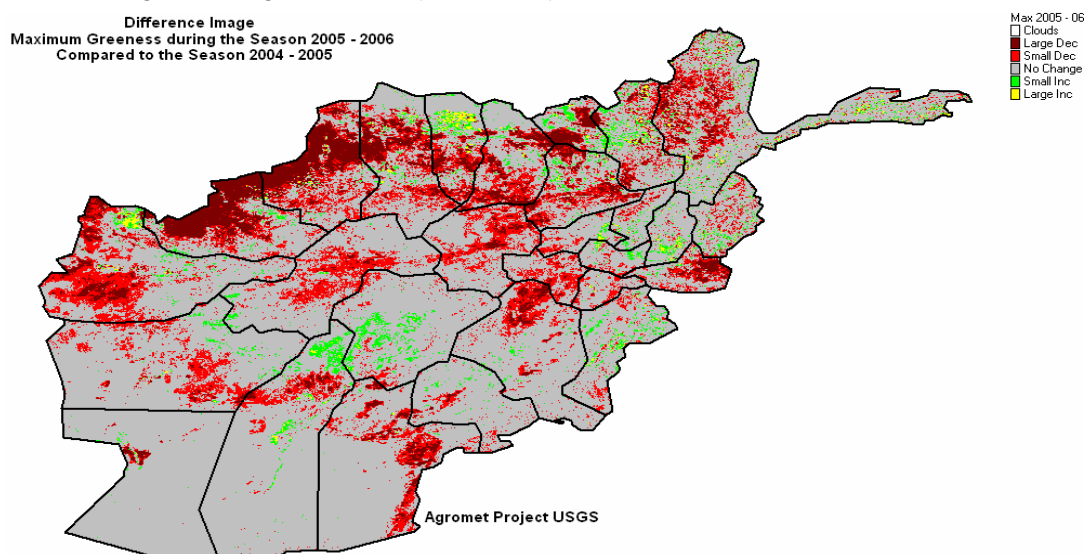 Difference Image
Maximum Greeness during the Season 2005 - 2006
Compared to the Season 2004 - 2005
Max 2005 - 06
Clouds
Large Dec
Small Dec
No Change
Small Inc
Large Inc
Agromet Project USGS